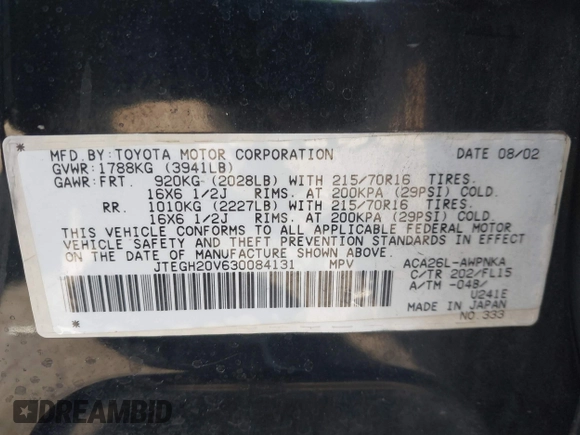 MFD. BY: TOYOTA MOTOR CORPORATION DATE 08/02
GVWR: 1788KG (3941LB)
GAWR: FRT. 920KG (2028LB) WITH 215/70R16 TIRES.
16X6 1/2J RIMS. AT 200KPA (29PSI) COLD.
RR. 1010KG (2227LB) WITH 215/70R16 TIRES.
16X6 1/2J RIMS. AT 200KPA (29PSI) COLD.
THIS VEHICLE CONFORMS TO ALL APPLICABLE FEDERAL MOTOR
VEHICLE SAFETY AND THEFT PREVENTION STANDARDS IN EFFECT
ON THE DATE OF MANUFACTURE SHOWN ABOVE.
JTEGH20V630084131 MPV ACA26L-AWPNKA
C/TR 202/FL15
A/TM -04B/
U241E
MADE IN JAPAN
NO. 333
DREAMBID